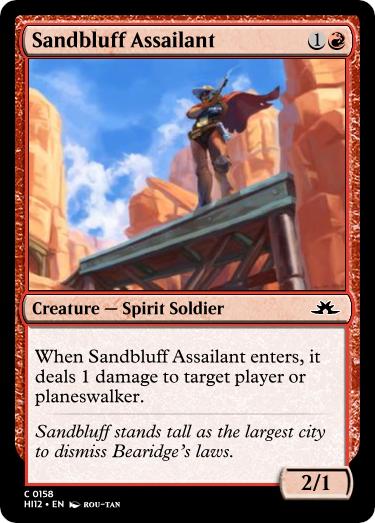 Sandbluff Assailant 1
Creature — Spirit Soldier
When Sandbluff Assailant enters, it
deals 1 damage to target player or
planeswalker.
Sandbluff stands tall as the largest city
to dismiss Bearidge's laws.
2/1
C 0158
HI12 • EN ROU-TAN